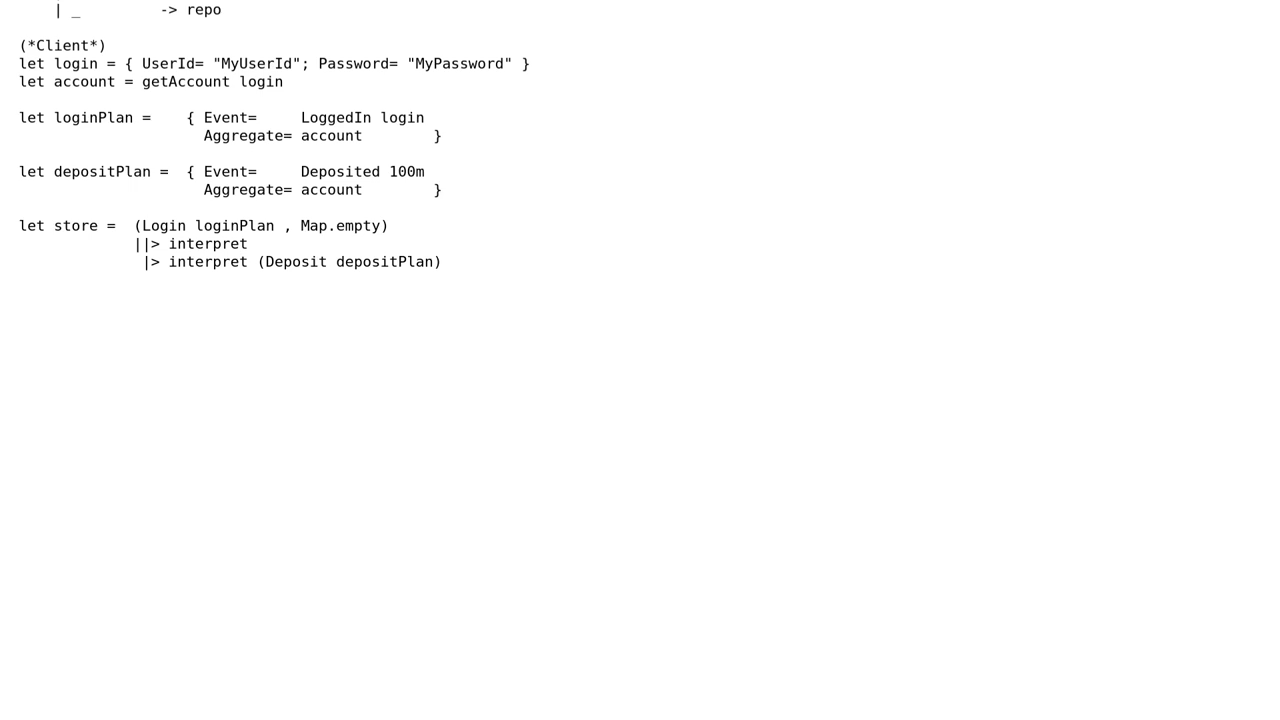 | _         -> repo

(*Client*)
let login = { UserId= "MyUserId"; Password= "MyPassword" }
let account = getAccount login

let loginPlan =    { Event=     LoggedIn login
                     Aggregate= account        }

let depositPlan =  { Event=     Deposited 100m
                     Aggregate= account        }

let store =  (Login loginPlan , Map.empty)
             ||> interpret
              |> interpret (Deposit depositPlan)